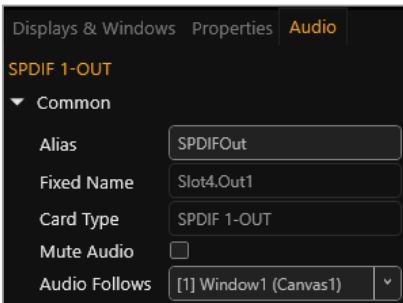 Displays & Windows Properties Audio
SPDIF 1-OUT
Common
Alias SPDIFOut
Fixed Name Slot4.Out1
Card Type SPDIF 1-OUT
Mute Audio
Audio Follows [1] Window1 (Canvas1)